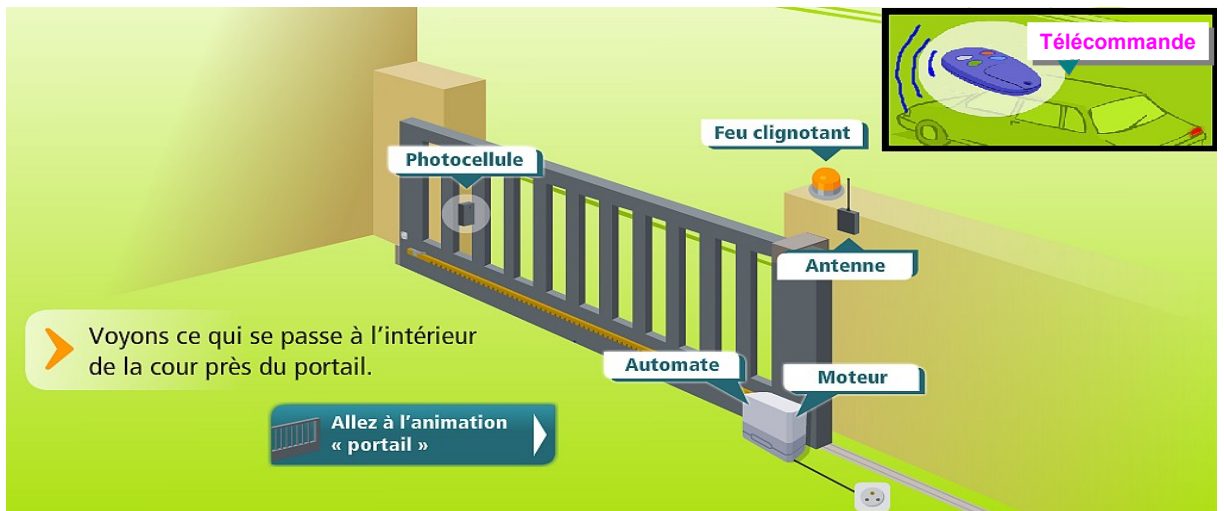 Télécommande
Feu clignotant
Photocellule
Antenne
Voyons ce qui se passe à l’intérieur
de la cour près du portail.
Automate
Moteur
Allez à l’animation
« portail »